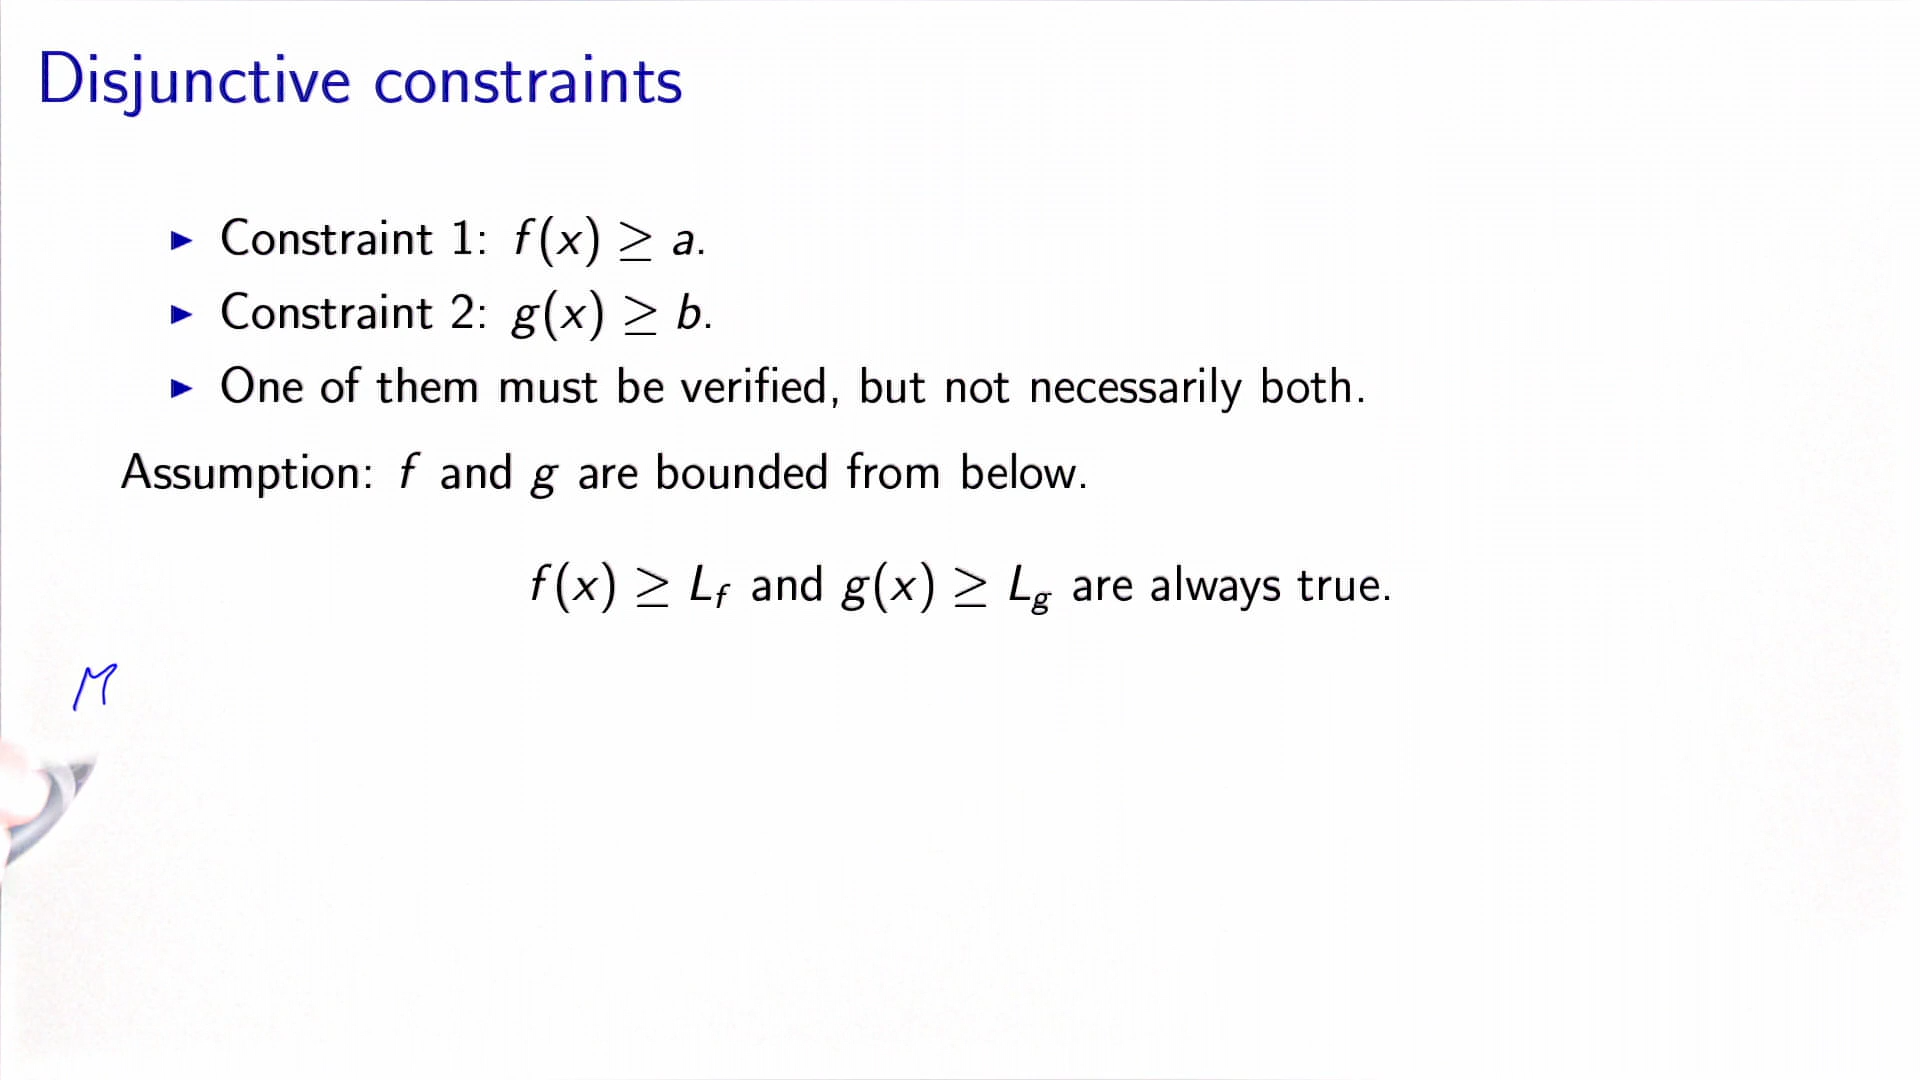 Disjunctive constraints
▶ Constraint 1: f(x) ≥ a.
▶ Constraint 2: g(x) ≥ b.
▶ One of them must be verified, but not necessarily both.
Assumption: f and g are bounded from below.
f(x) ≥ L_f and g(x) ≥ L_g are always true.
M